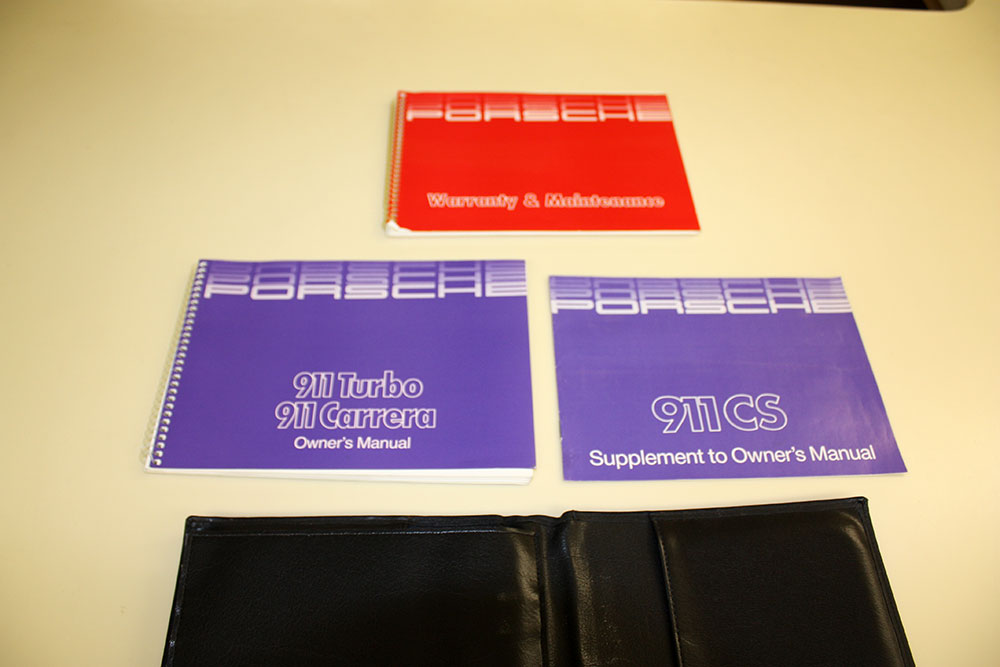 PORSCHE
Warranty & Maintenance
PORSCHE
911 Turbo
911 Carrera
Owner's Manual
PORSCHE
911 CS
Supplement to Owner's Manual